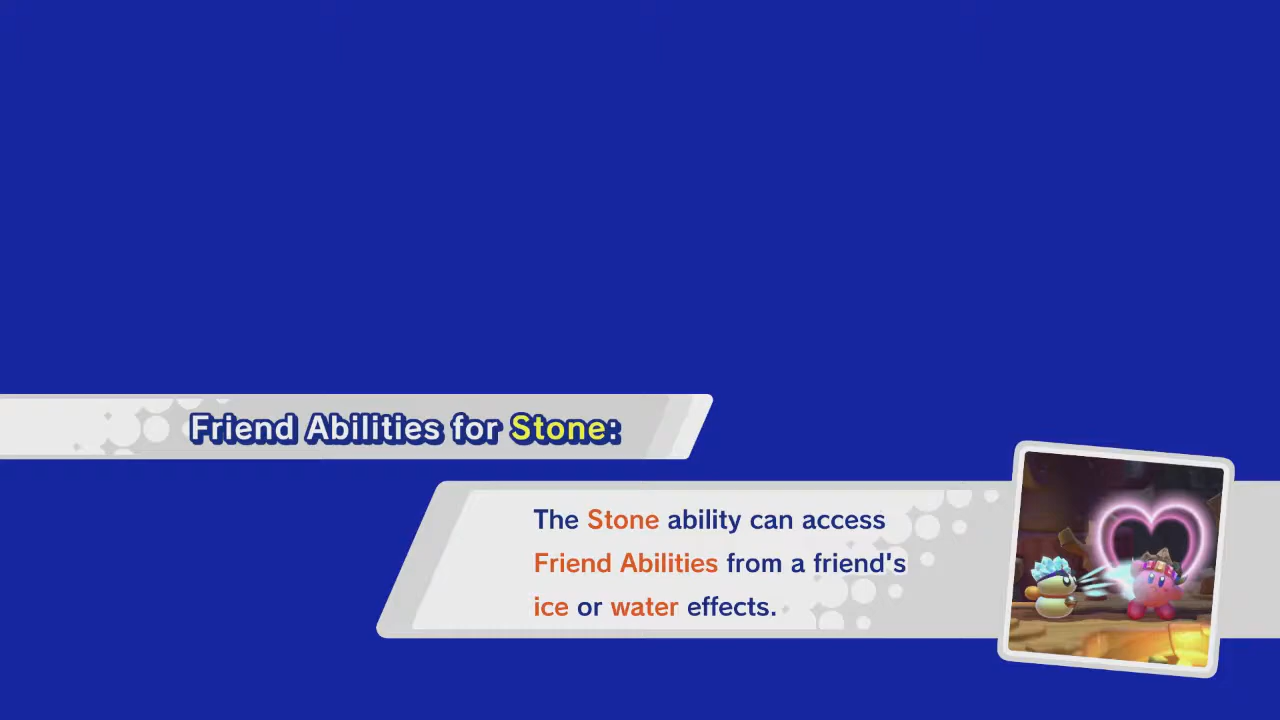 Friend Abilities for Stone:
The Stone ability can access
Friend Abilities from a friend's
ice or water effects.